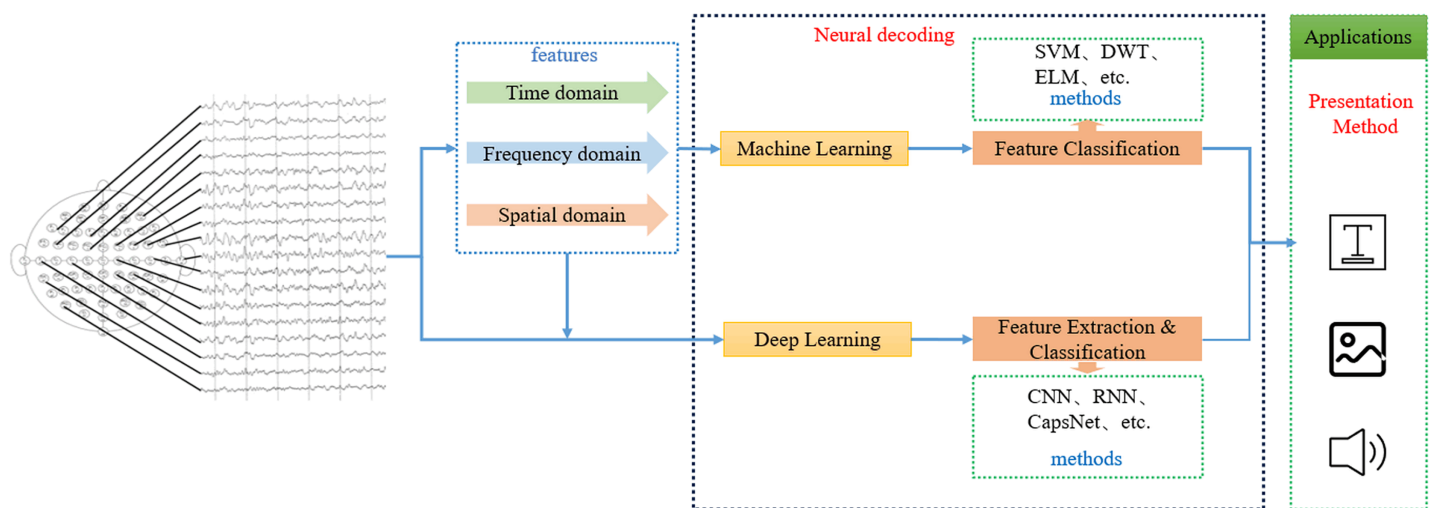 features
Time domain
Frequency domain
Spatial domain
Neural decoding
Machine Learning
SVM、DWT、
ELM、etc.
methods
Feature Classification
Deep Learning
Feature Extraction &
Classification
CNN、RNN、
CapsNet、etc.
methods
Applications
Presentation
Method
T